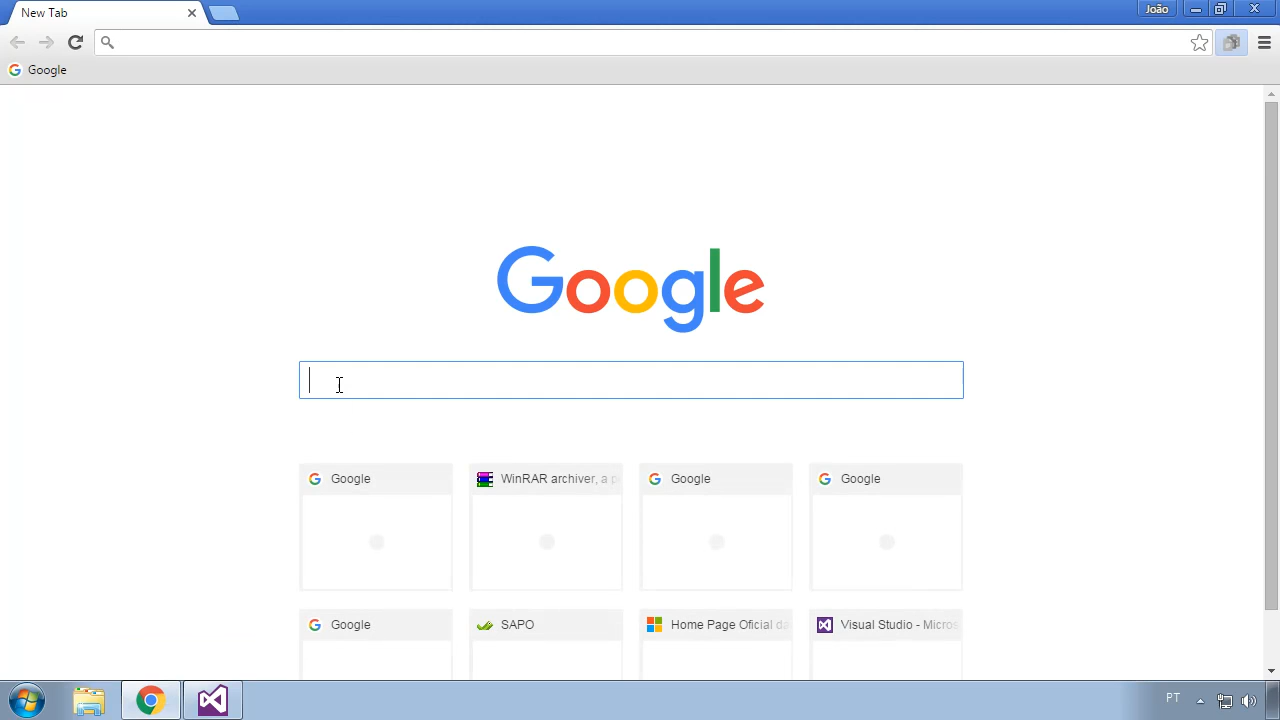 New Tab
João
Google
Google
Google
WinRAR archiver, a p
Google
Google
Google
SAPO
Home Page Oficial da
Visual Studio - Micros
PT